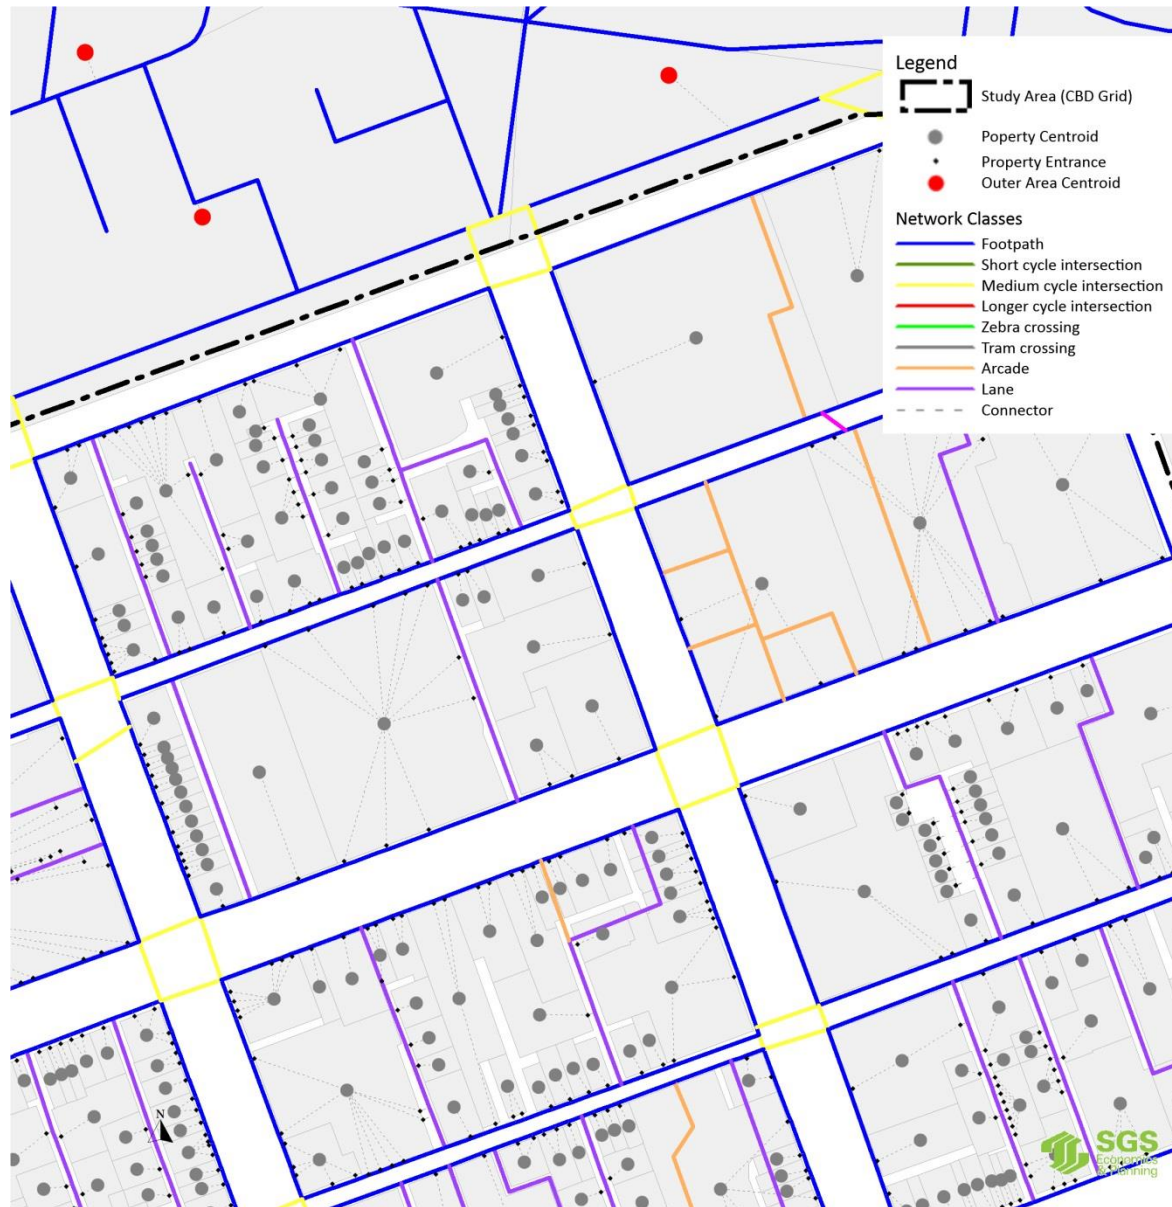 Legend
Study Area (CBD Grid)
Poperty Centroid
Property Entrance
Outer Area Centroid
Network Classes
Footpath
Short cycle intersection
Medium cycle intersection
Longer cycle intersection
Zebra crossing
Tram crossing
Arcade
Lane
Connector
N
SGS
Economics
& Planning